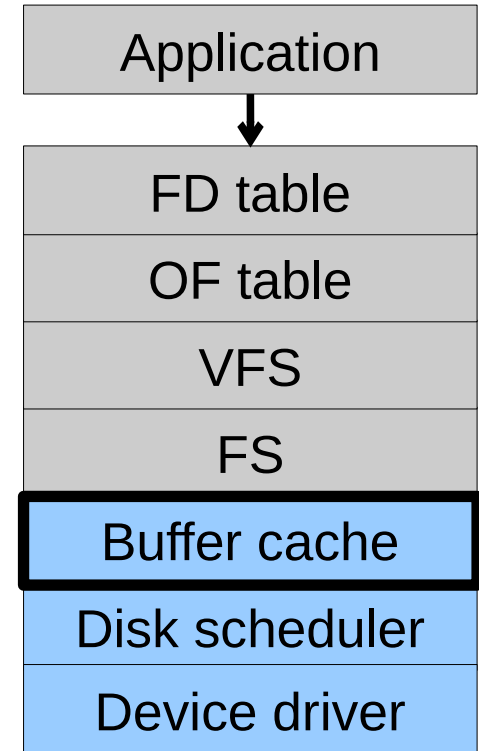 Application
FD table
OF table
VFS
FS
Buffer cache
Disk scheduler
Device driver